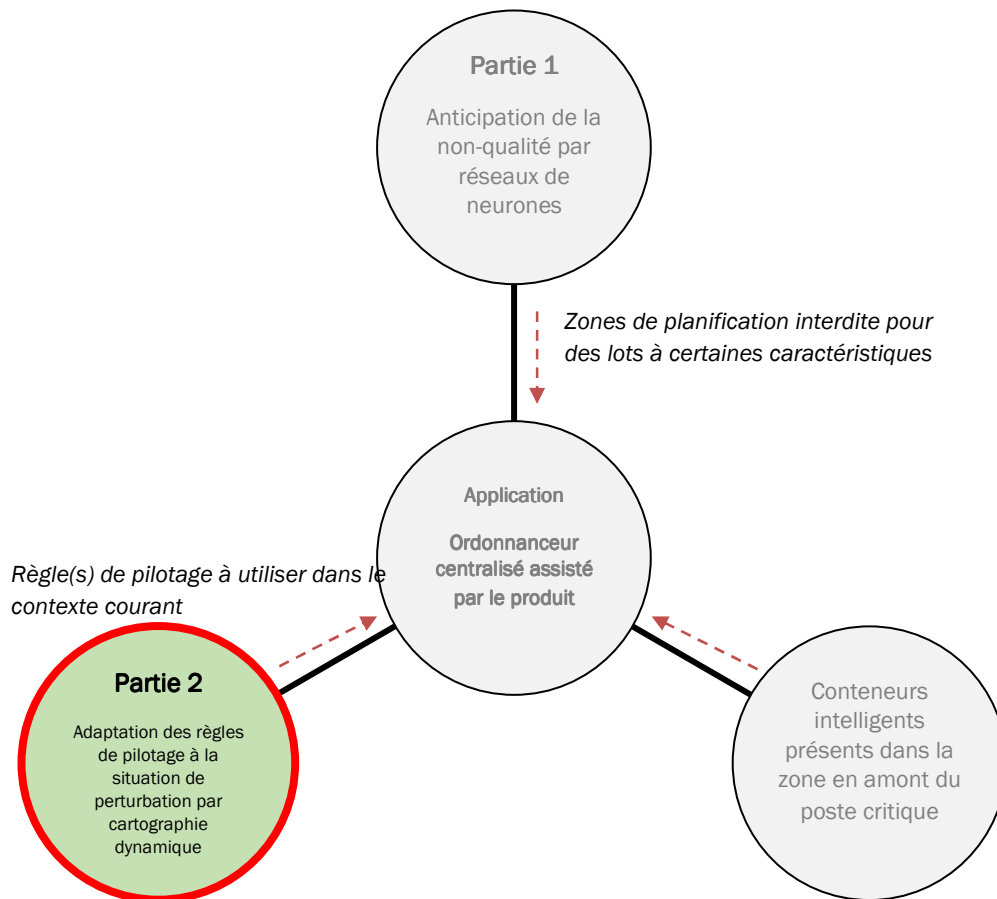 Partie 1
Anticipation de la
non-qualité par
réseaux de
neurones
Zones de planification interdite pour
des lots à certaines caractéristiques
Application
Ordonnanceur
centralisé assisté
par le produit
Règle(s) de pilotage à utiliser dans le
contexte courant
Partie 2
Adaptation des règles
de pilotage à la
situation de
perturbation par
cartographie
dynamique
Conteneurs
intelligents
présents dans la
zone en amont du
poste critique